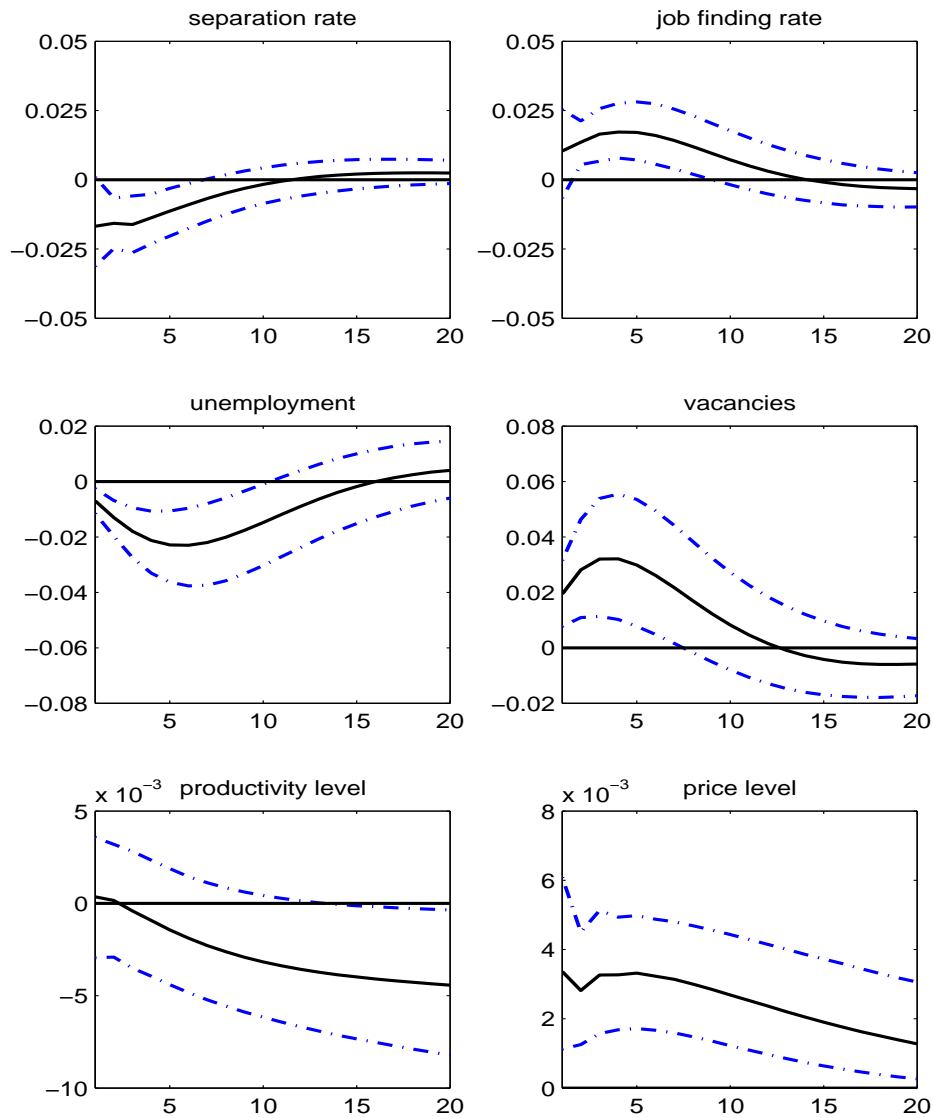 separation rate
0.05
0.025
0
−0.025
−0.05
5 10 15 20
job finding rate
0.05
0.025
0
−0.025
−0.05
5 10 15 20
unemployment
0.02
0
−0.02
−0.04
−0.06
−0.08
5 10 15 20
vacancies
0.08
0.06
0.04
0.02
0
−0.02
5 10 15 20
x 10⁻³
productivity level
5
0
−5
−10
5 10 15 20
x 10⁻³
price level
8
6
4
2
0
5 10 15 20